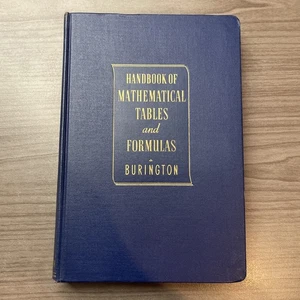 HANDBOOK OF
MATHEMATICAL
TABLES
and
FORMULAS
BURINGTON